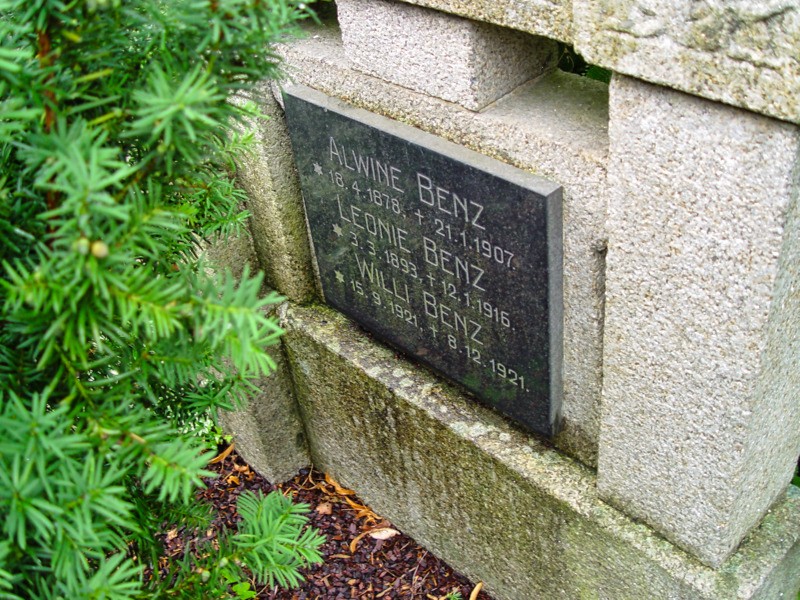 ALWINE BENZ
* 18.4.1878. + 21.1.1907.
LEONIE BENZ
* 3.3.1893. + 12.1.1916.
WILLI BENZ
* 15.9.1921. + 8.12.1921.